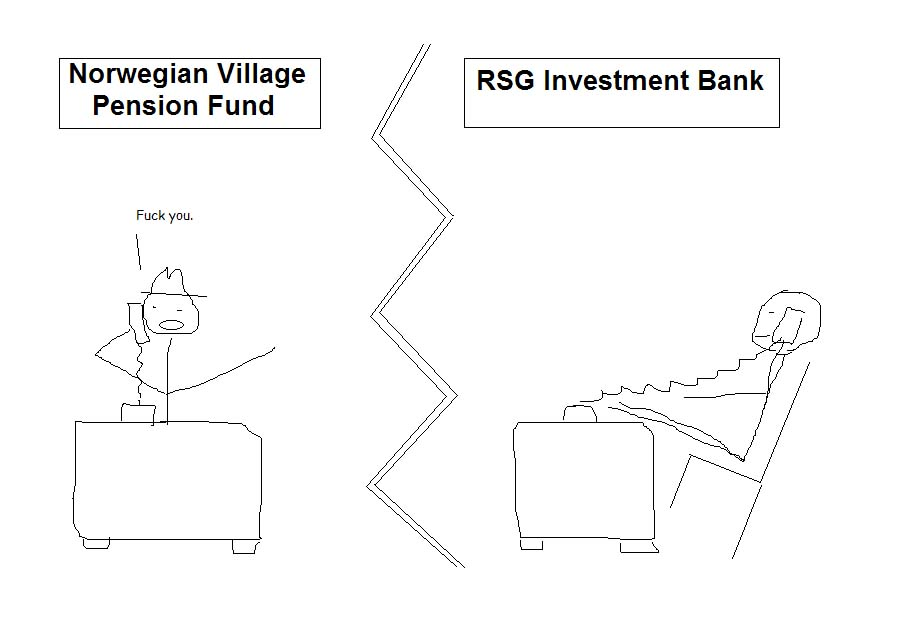 Norwegian Village
Pension Fund
RSG Investment Bank
Fuck you.